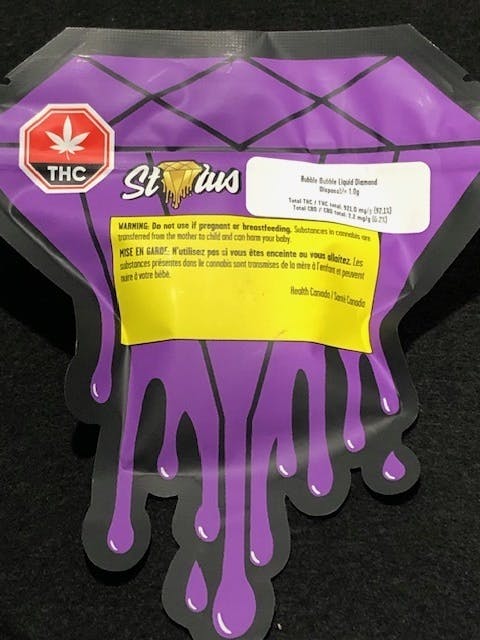 THC
Status
Bubble Bubble Liquid Diamond
Disposable 1.0g
Total THC / THC total: 921.0 mg/g (92.1%)
Total CBD / CBD total: 1.2 mg/g (0.2%)
WARNING: Do not use if pregnant or breastfeeding. Substances in cannabis are
transferred from the mother to child and can harm your baby.
MISE EN GARDE: N'utilisez pas si vous êtes enceinte ou vous allaitez. Les
substances présentes dans le cannabis sont transmises de la mère à l'enfant et peuvent
nuire à votre bébé.
Health Canada / Santé Canada